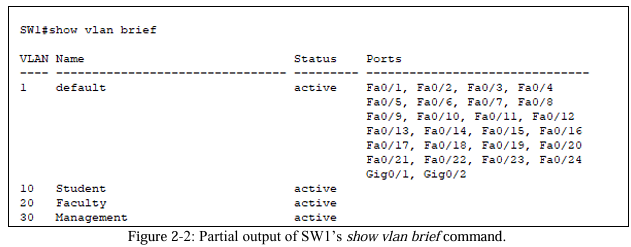 SW1#show vlan brief
VLAN Name Status Ports
---- -------------------------------- --------- -------------------------------
1 default active Fa0/1, Fa0/2, Fa0/3, Fa0/4
Fa0/5, Fa0/6, Fa0/7, Fa0/8
Fa0/9, Fa0/10, Fa0/11, Fa0/12
Fa0/13, Fa0/14, Fa0/15, Fa0/16
Fa0/17, Fa0/18, Fa0/19, Fa0/20
Fa0/21, Fa0/22, Fa0/23, Fa0/24
Gig0/1, Gig0/2
10 Student active
20 Faculty active
30 Management active
Figure 2-2: Partial output of SW1's show vlan brief command.